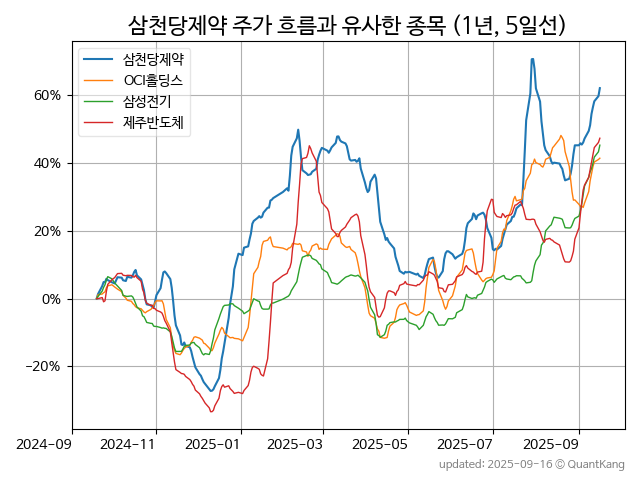 삼천당제약 주가 흐름과 유사한 종목 (1년, 5일선)
삼천당제약
OCI홀딩스
삼성전기
제주반도체
60%
40%
20%
0%
−20%
2024-09 2024-11 2025-01 2025-03 2025-05 2025-07 2025-09
updated: 2025-09-16 © QuantKang